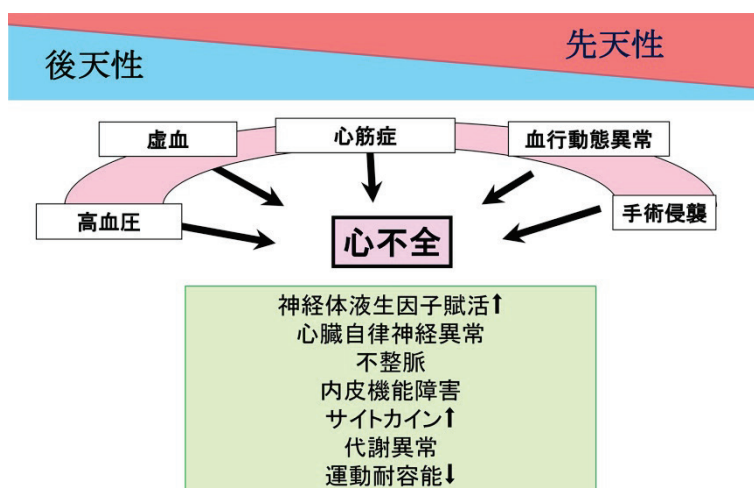 先天性
後天性
虚血
心筋症
血行動態異常
高血圧
手術侵襲
心不全
神経体液生因子賦活⬆
心臓自律神経異常
不整脈
内皮機能障害
サイトカイン⬆
代謝異常
運動耐容能⬇